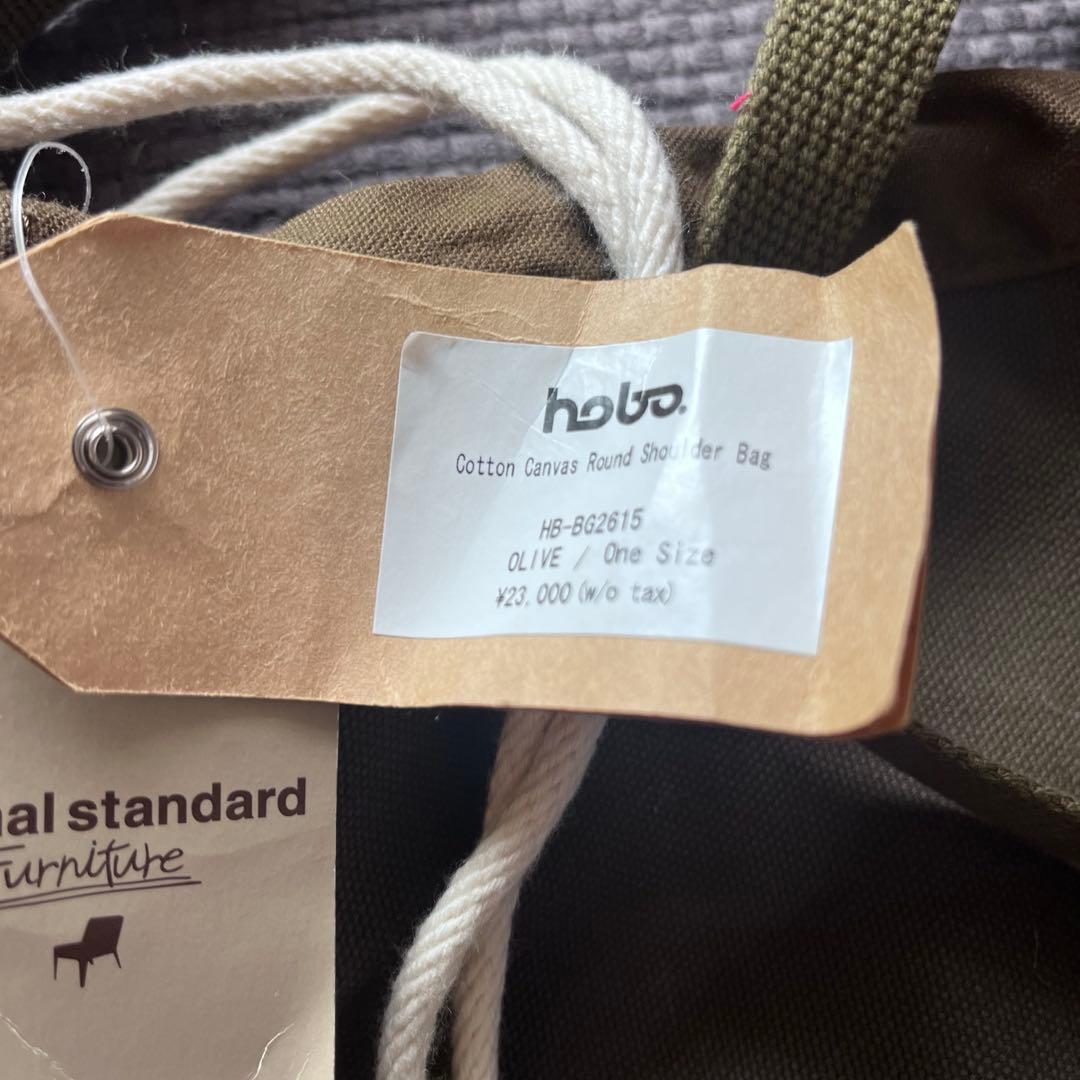 hobo.
Cotton Canvas Round Shoulder Bag
HB-BG2615
OLIVE / One Size
¥23,000(w/o tax)
nal standard
Furniture